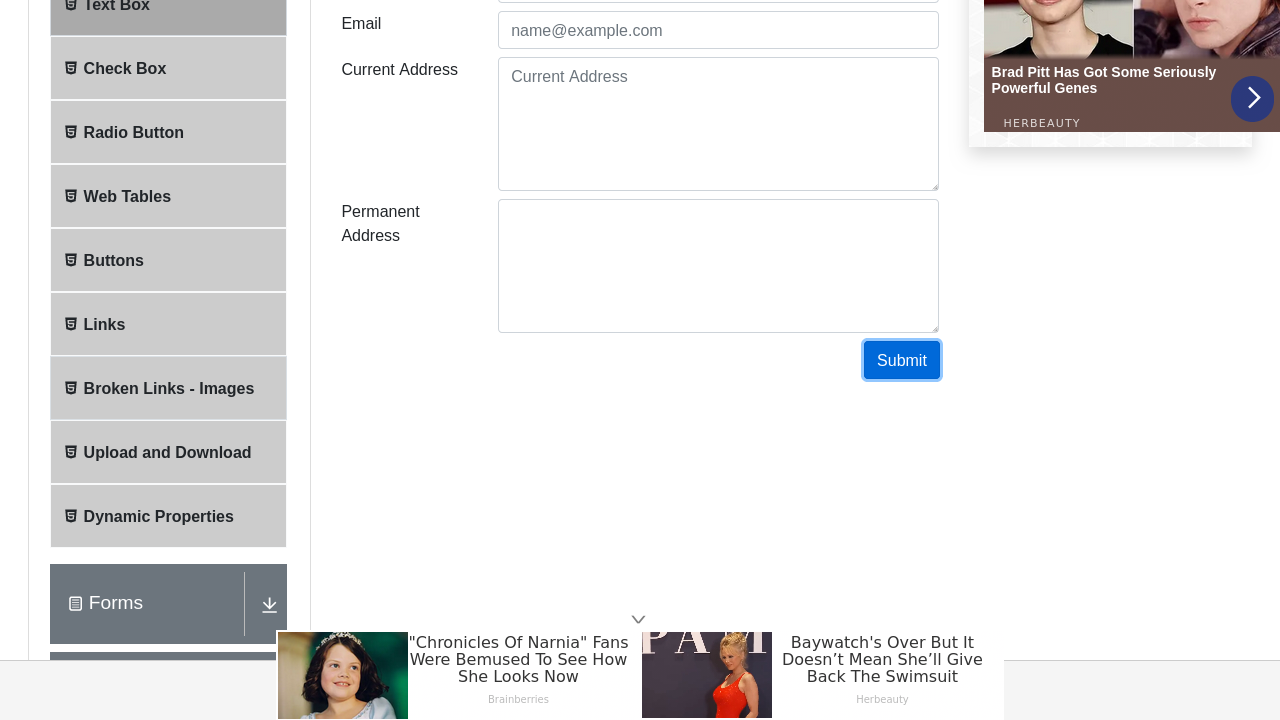 Text Box
Check Box
Radio Button
Web Tables
Buttons
Links
Broken Links - Images
Upload and Download
Dynamic Properties
Forms
Email
name@example.com
Current Address
Current Address
Permanent
Address
Submit
Brad Pitt Has Got Some Seriously
Powerful Genes
HERBEAUTY
"Chronicles Of Narnia" Fans
Were Bemused To See How
She Looks Now
Brainberries
PAM
Baywatch's Over But It
Doesn’t Mean She’ll Give
Back The Swimsuit
Herbeauty